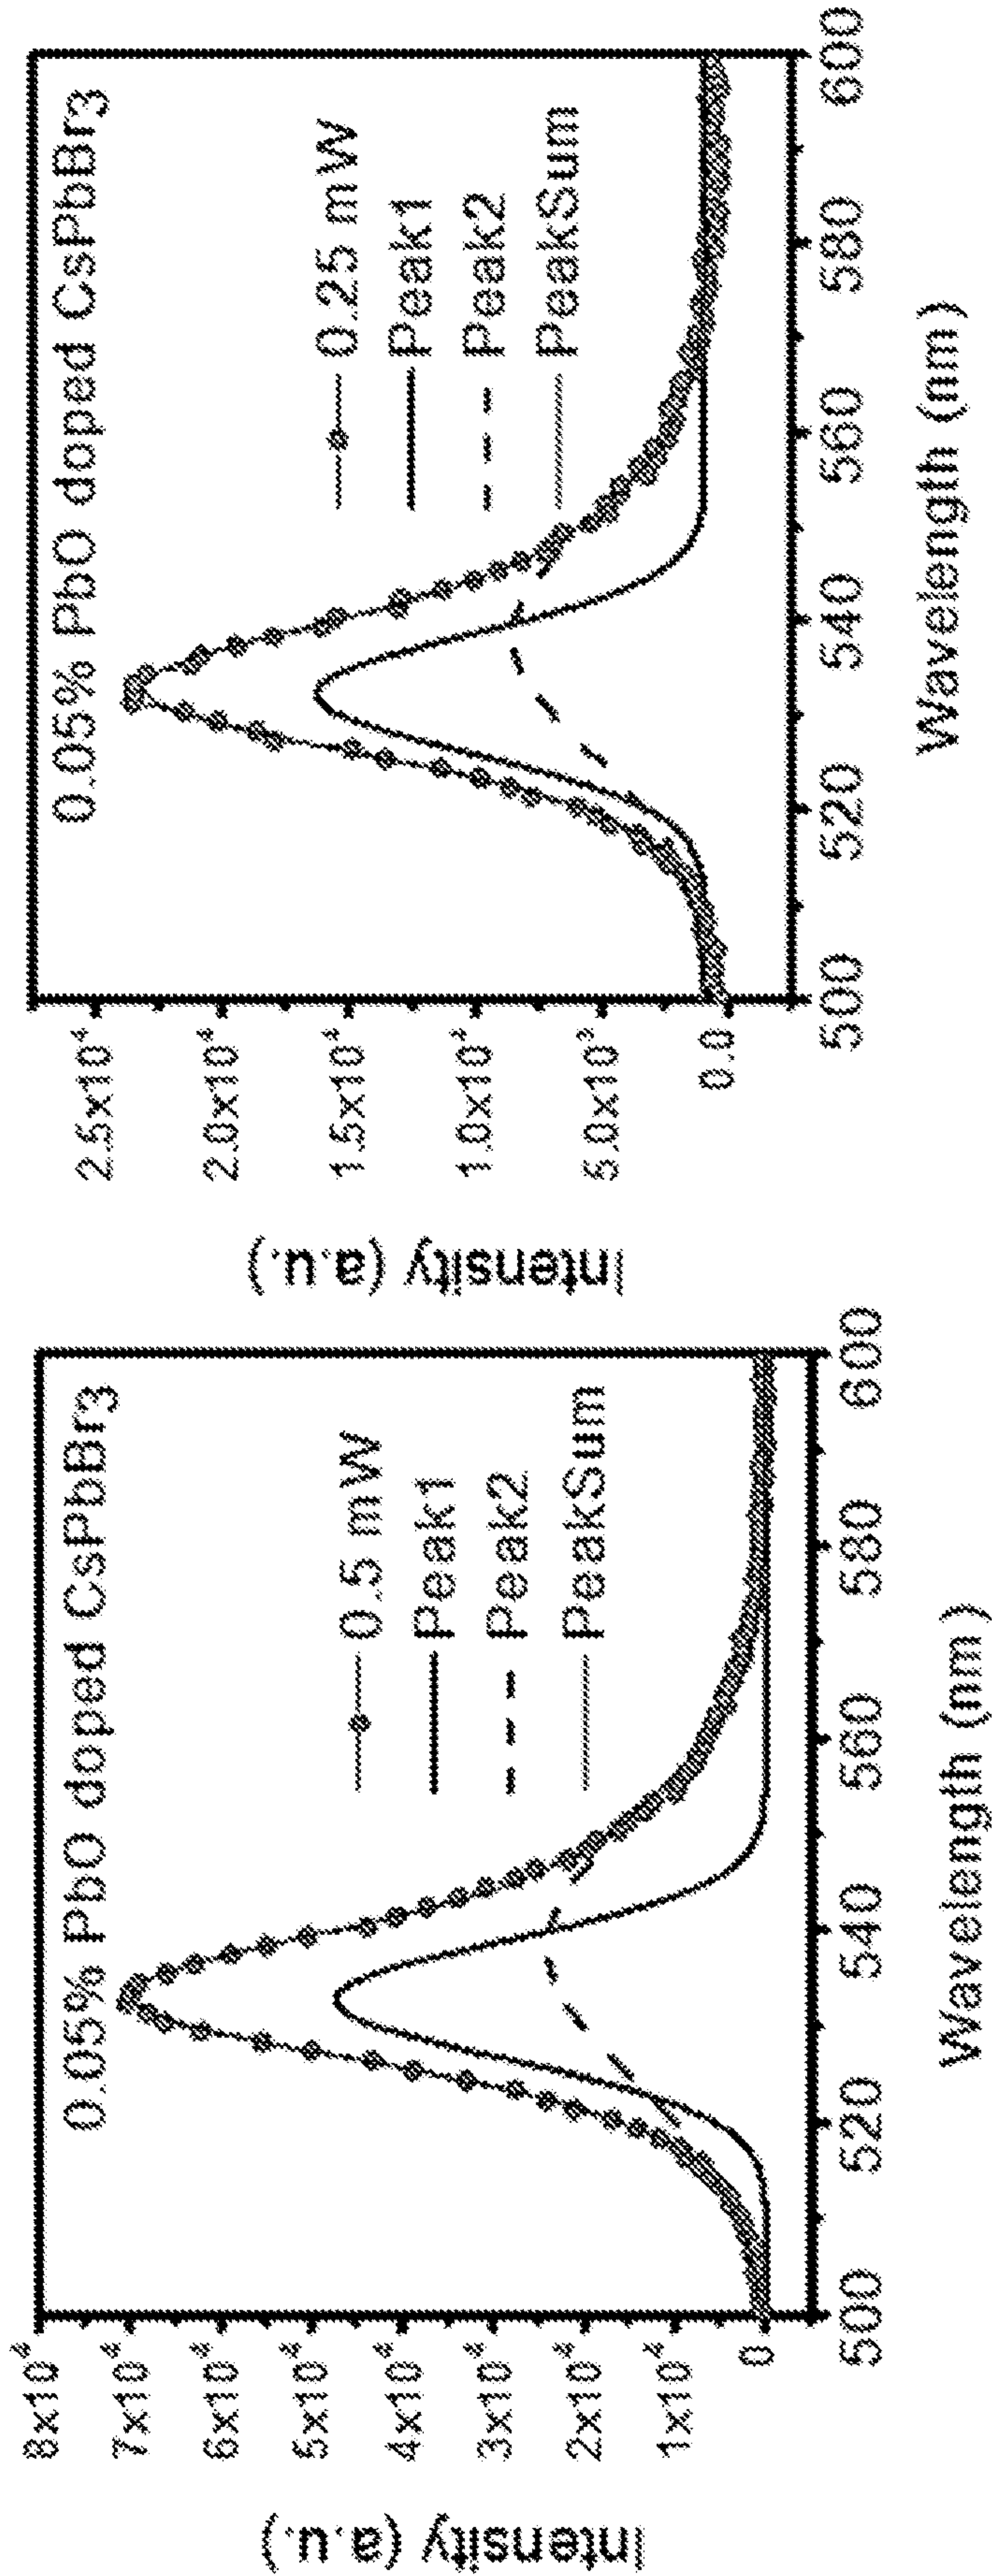 0.05% PbO doped CsPbBr3
0.5 mW
Peak1
Peak2
PeakSum
8x10⁴
7x10⁴
6x10⁴
5x10⁴
4x10⁴
3x10⁴
2x10⁴
1x10⁴
0
Intensity (a.u.)
500 520 540 560 580 600
Wavelength (nm)
0.05% PbO doped CsPbBr3
0.25 mW
Peak1
Peak2
PeakSum
2.5x10⁴
2.0x10⁴
1.5x10⁴
1.0x10⁴
5.0x10³
0.0
Intensity (a.u.)
500 520 540 560 580 600
Wavelength (nm)